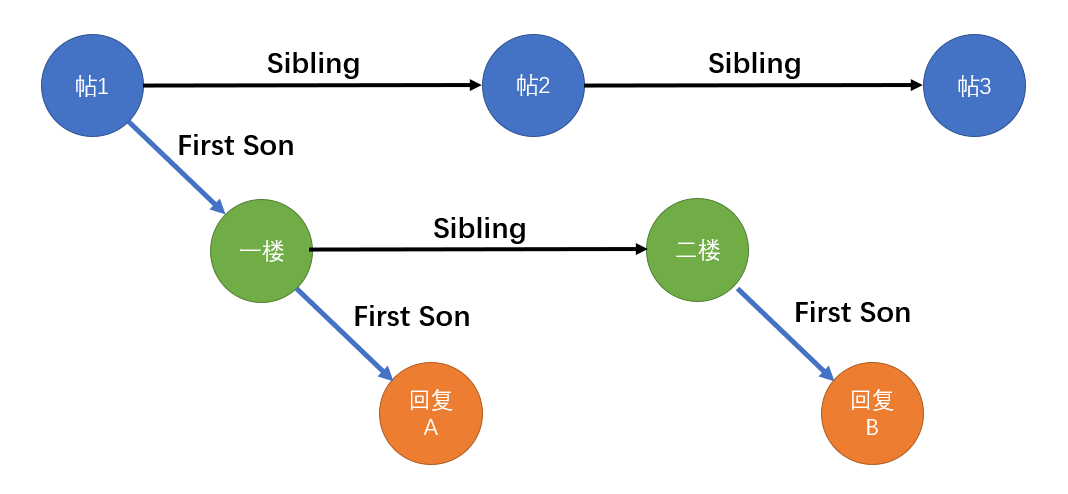 Sibling
Sibling
帖1
帖2
帖3
First Son
Sibling
一楼
二楼
First Son
First Son
回复
A
回复
B